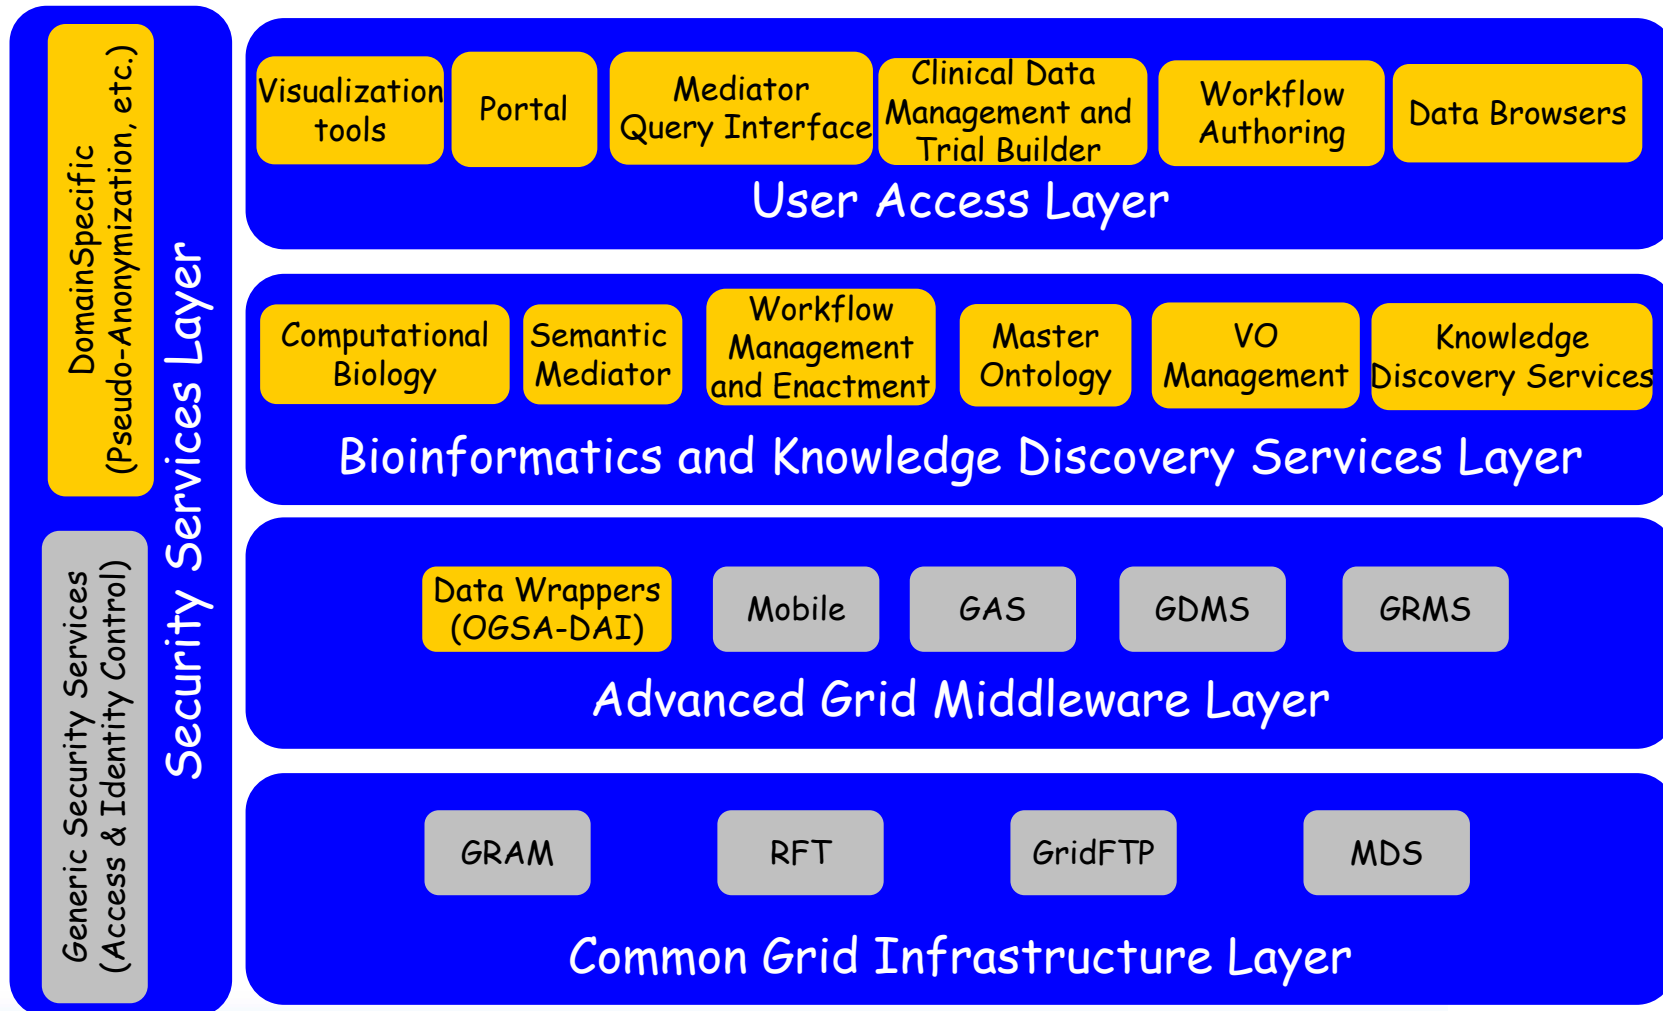 DomainSpecific
(Pseudo-Anonymization, etc.)
Generic Security Services
(Access & Identity Control)
Security Services Layer
Visualization
tools
Portal
Mediator
Query Interface
Clinical Data
Management and
Trial Builder
Workflow
Authoring
Data Browsers
User Access Layer
Computational
Biology
Semantic
Mediator
Workflow
Management
and Enactment
Master
Ontology
VO
Management
Knowledge
Discovery Services
Bioinformatics and Knowledge Discovery Services Layer
Data Wrappers
(OGSA-DAI)
Mobile
GAS
GDMS
GRMS
Advanced Grid Middleware Layer
GRAM
RFT
GridFTP
MDS
Common Grid Infrastructure Layer